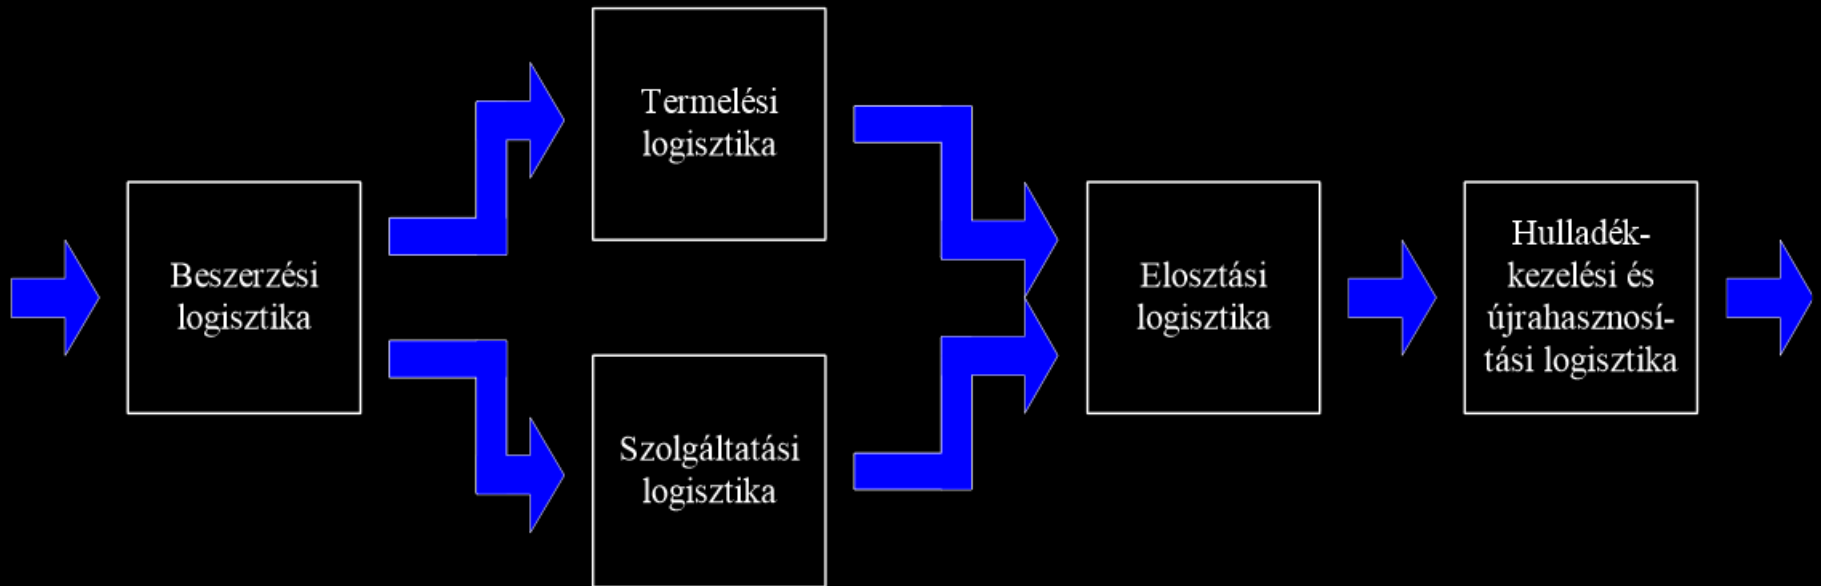 Beszerzési
logisztika
Termelési
logisztika
Szolgáltatási
logisztika
Elosztási
logisztika
Hulladék-
kezelési és
újrahasznosí-
tási logisztika